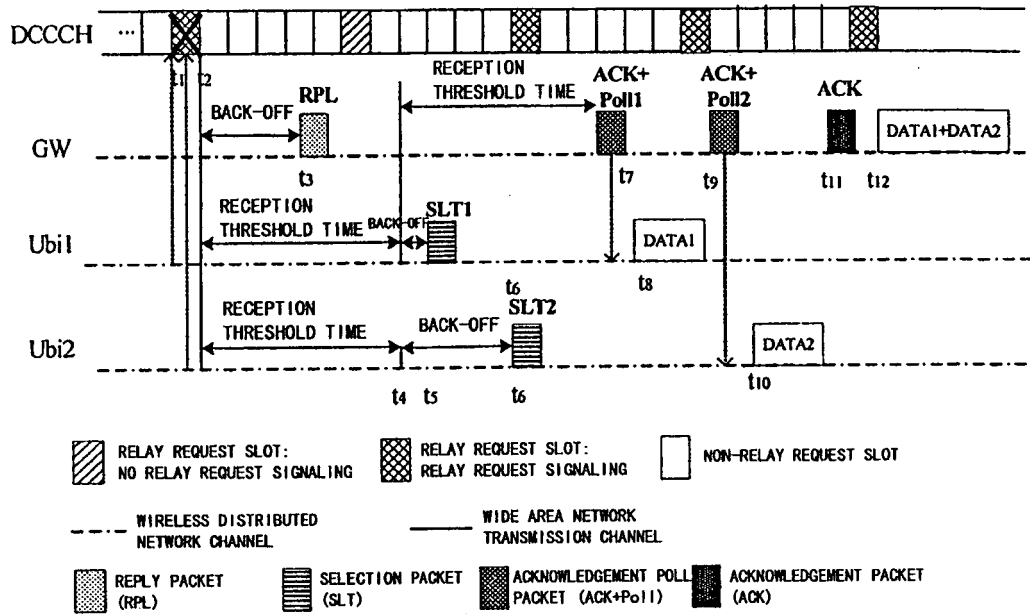 DCCCH ...
t1 t2
RECEPTION
THRESHOLD TIME
ACK+
Poll1
ACK+
Poll2
ACK
BACK-OFF
RPL
GW
DATA1+DATA2
t3
t7
t9
t11
t12
RECEPTION
THRESHOLD TIME
BACK-OFF
SLT1
Ubi1
DATA1
t6
t8
RECEPTION
THRESHOLD TIME
BACK-OFF
SLT2
Ubi2
DATA2
t4
t5
t6
t10
RELAY REQUEST SLOT:
NO RELAY REQUEST SIGNALING
RELAY REQUEST SLOT:
RELAY REQUEST SIGNALING
NON-RELAY REQUEST SLOT
WIRELESS DISTRIBUTED
NETWORK CHANNEL
WIDE AREA NETWORK
TRANSMISSION CHANNEL
REPLY PACKET
(RPL)
SELECTION PACKET
(SLT)
ACKNOWLEDGEMENT POLL
PACKET (ACK+Poll)
ACKNOWLEDGEMENT PACKET
(ACK)